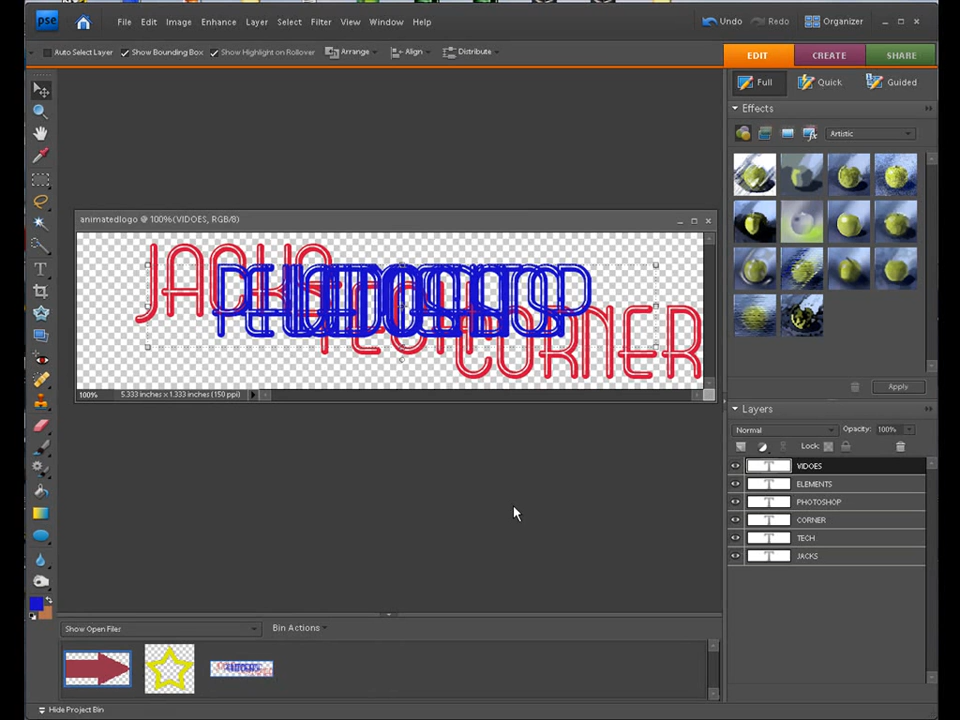 pse File Edit Image Enhance Layer Select Filter View Window Help Undo Redo Organizer
Auto Select Layer Show Bounding Box Show Highlight on Rollover Arrange Align Distribute
EDIT CREATE SHARE
Full Quick Guided
Effects
Artistic
animatedlogo @ 100%(VIDOES, RGB/8)
JACKS
TECH
CORNER
100% 5.333 inches x 1.333 inches (150 ppi)
Apply
Layers
Normal Opacity: 100%
Lock:
VIDOES
ELEMENTS
PHOTOSHOP
CORNER
TECH
JACKS
Show Open Files Bin Actions
Hide Project Bin